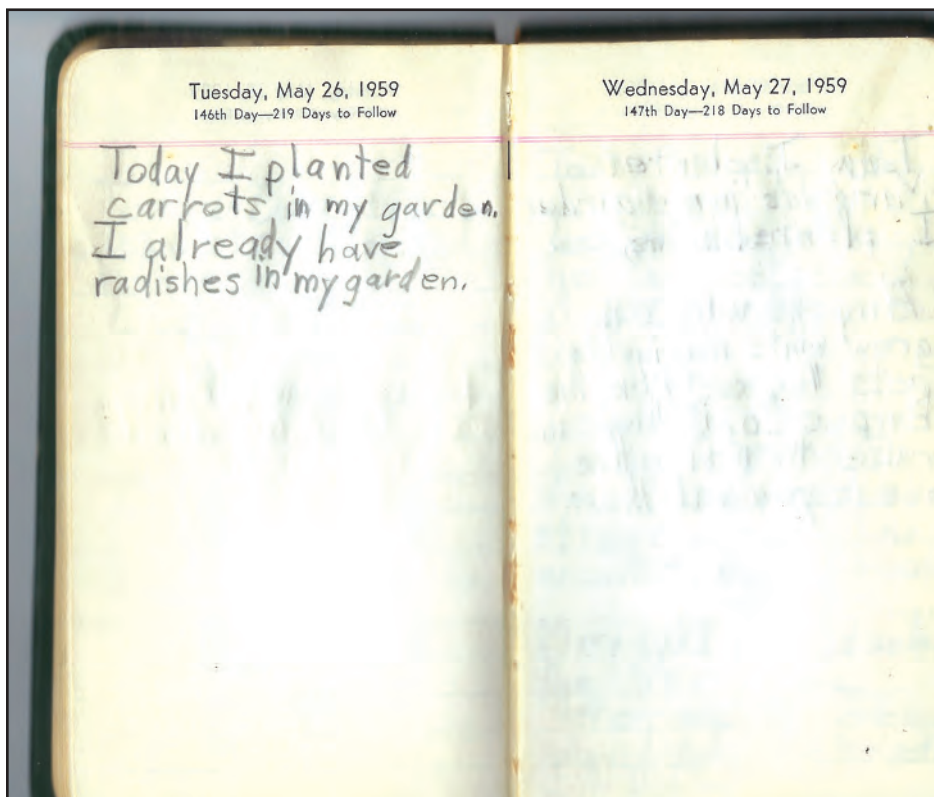 Tuesday, May 26, 1959
146th Day—219 Days to Follow
Today I planted
carrots in my garden.
I already have
radishes in my garden.
Wednesday, May 27, 1959
147th Day—218 Days to Follow